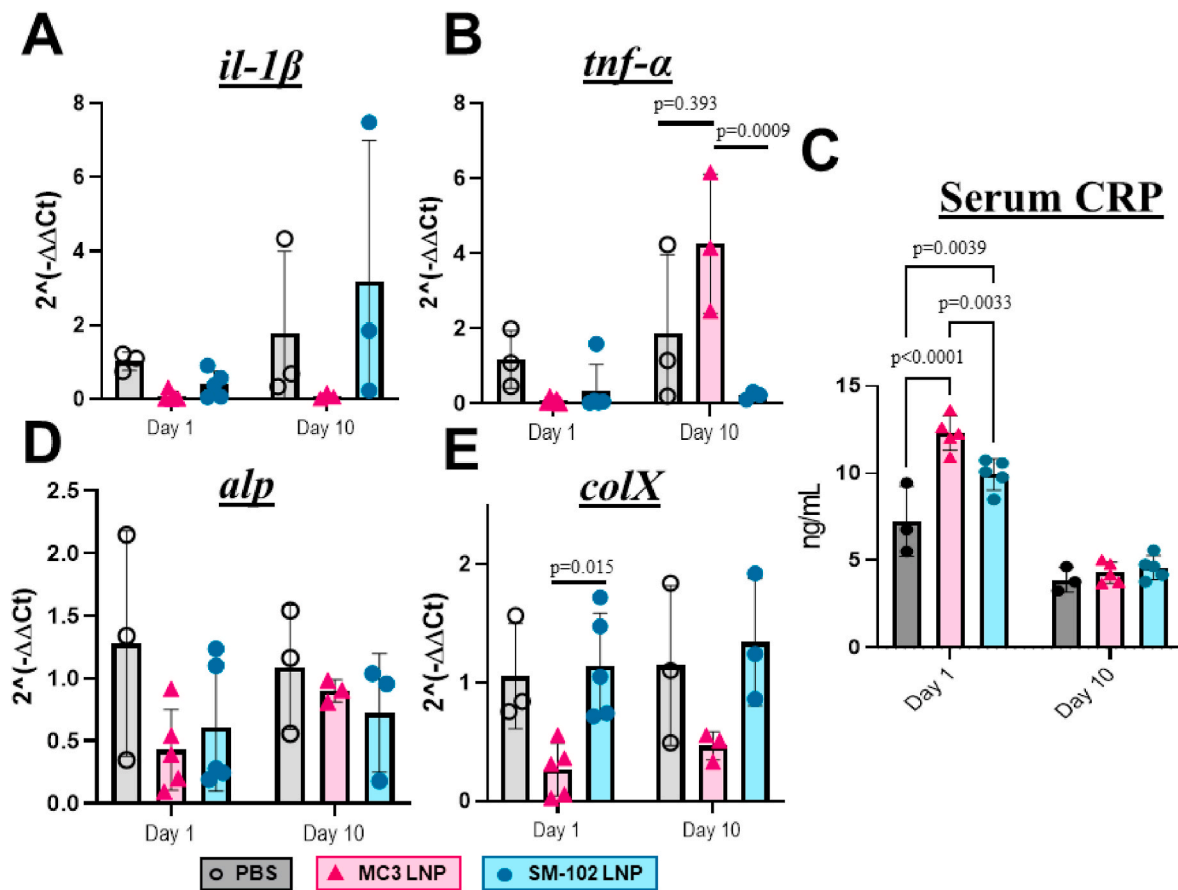 A
il-1β
2^(-ΔΔCt)
8
6
4
2
0
Day 1
Day 10
B
tnf-α
p=0.393
p=0.0009
2^(-ΔΔCt)
8
6
4
2
0
Day 1
Day 10
C
Serum CRP
p=0.0039
p=0.0033
p<0.0001
ng/mL
15
10
5
0
Day 1
Day 10
D
alp
2^(-ΔΔCt)
2.5
2.0
1.5
1.0
0.5
0.0
Day 1
Day 10
E
colX
p=0.015
2^(-ΔΔCt)
2
1
0
Day 1
Day 10
PBS
MC3 LNP
SM-102 LNP